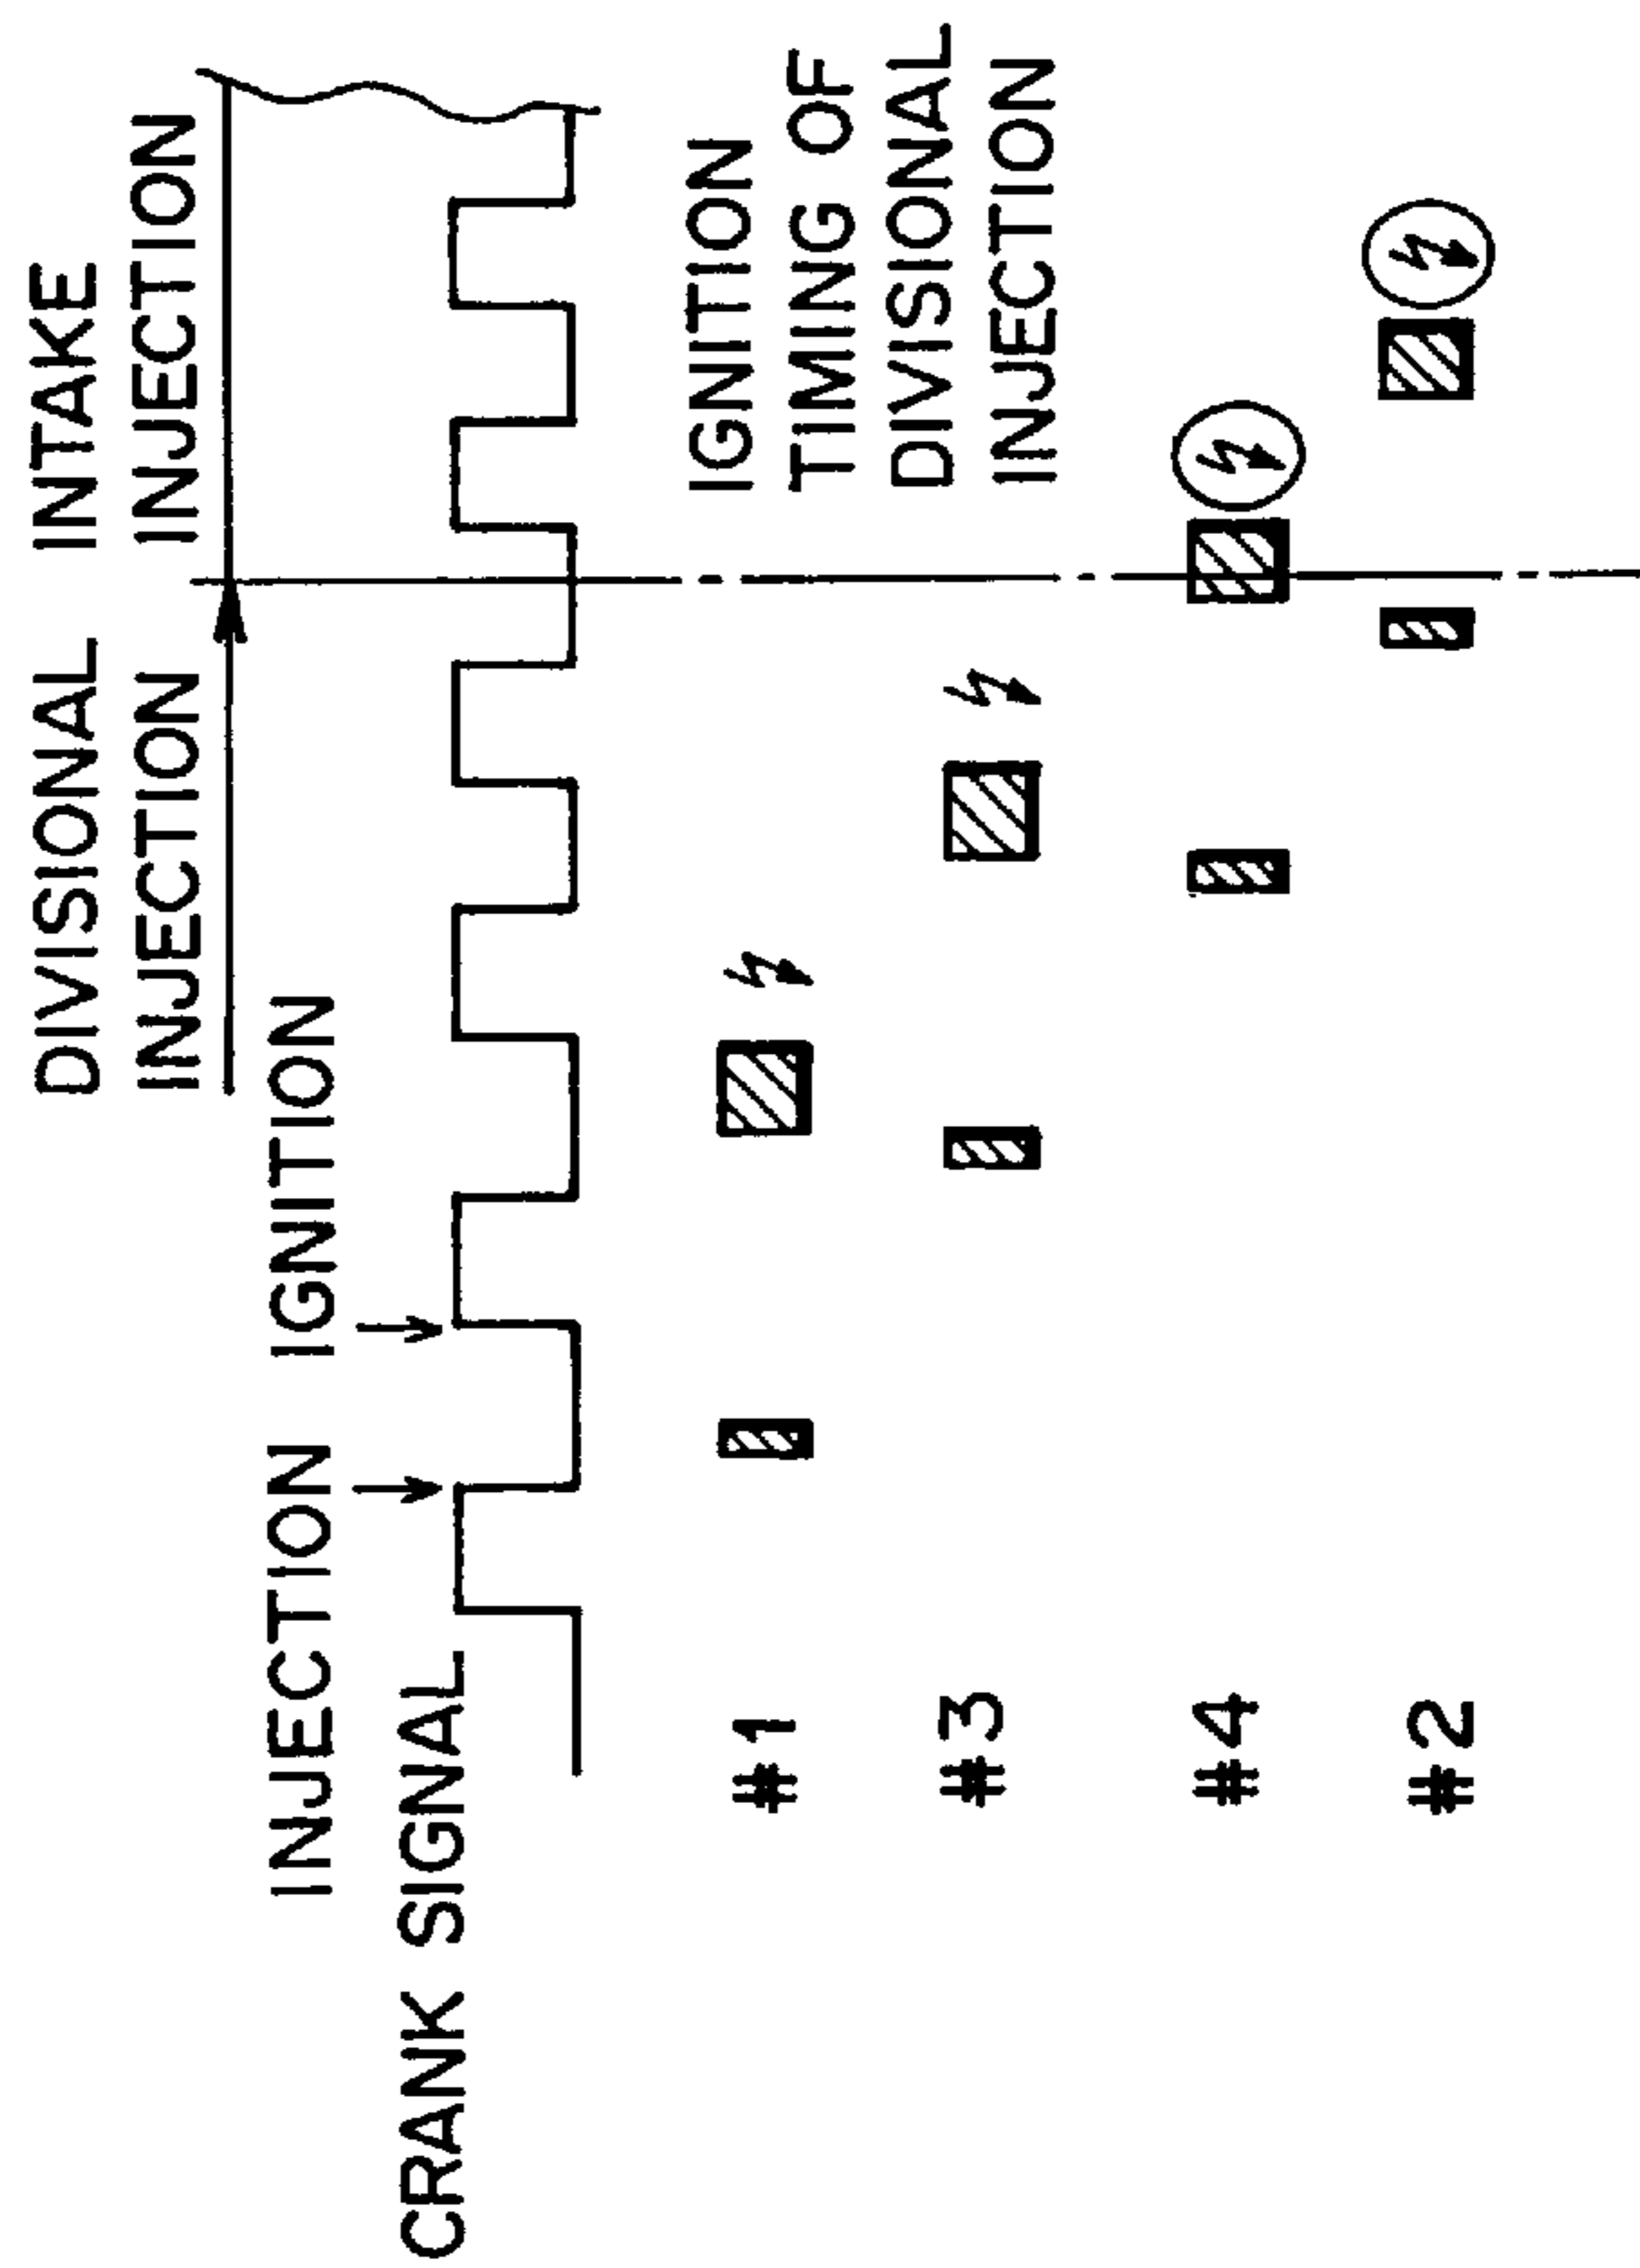 DIVISIONAL
INJECTION
INTAKE
INJECTION
INJECTION
IGNITION
CRANK SIGNAL
IGNITION
TIMING OF
DIVISIONAL
INJECTION
#1
#3
#4
#2